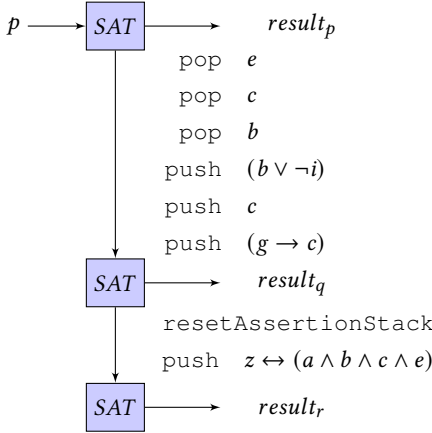 p SAT result_p
pop e
pop c
pop b
push (b ∨ ¬i)
push c
push (g → c)
SAT result_q
resetAssertionStack
push z ↔ (a ∧ b ∧ c ∧ e)
SAT result_r